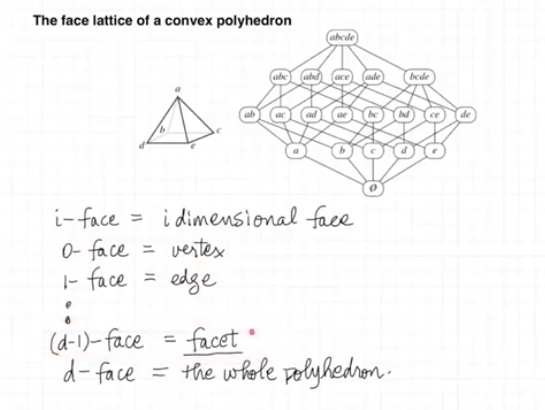 The face lattice of a convex polyhedron
abcde
abc abd ace ade bcde
ab ac ad ae bc bd ce de
a b c d e
Ø
a
b c
d e
i-face = i dimensional face
0-face = vertex
1-face = edge
(d-1)-face = facet
d-face = the whole polyhedron.